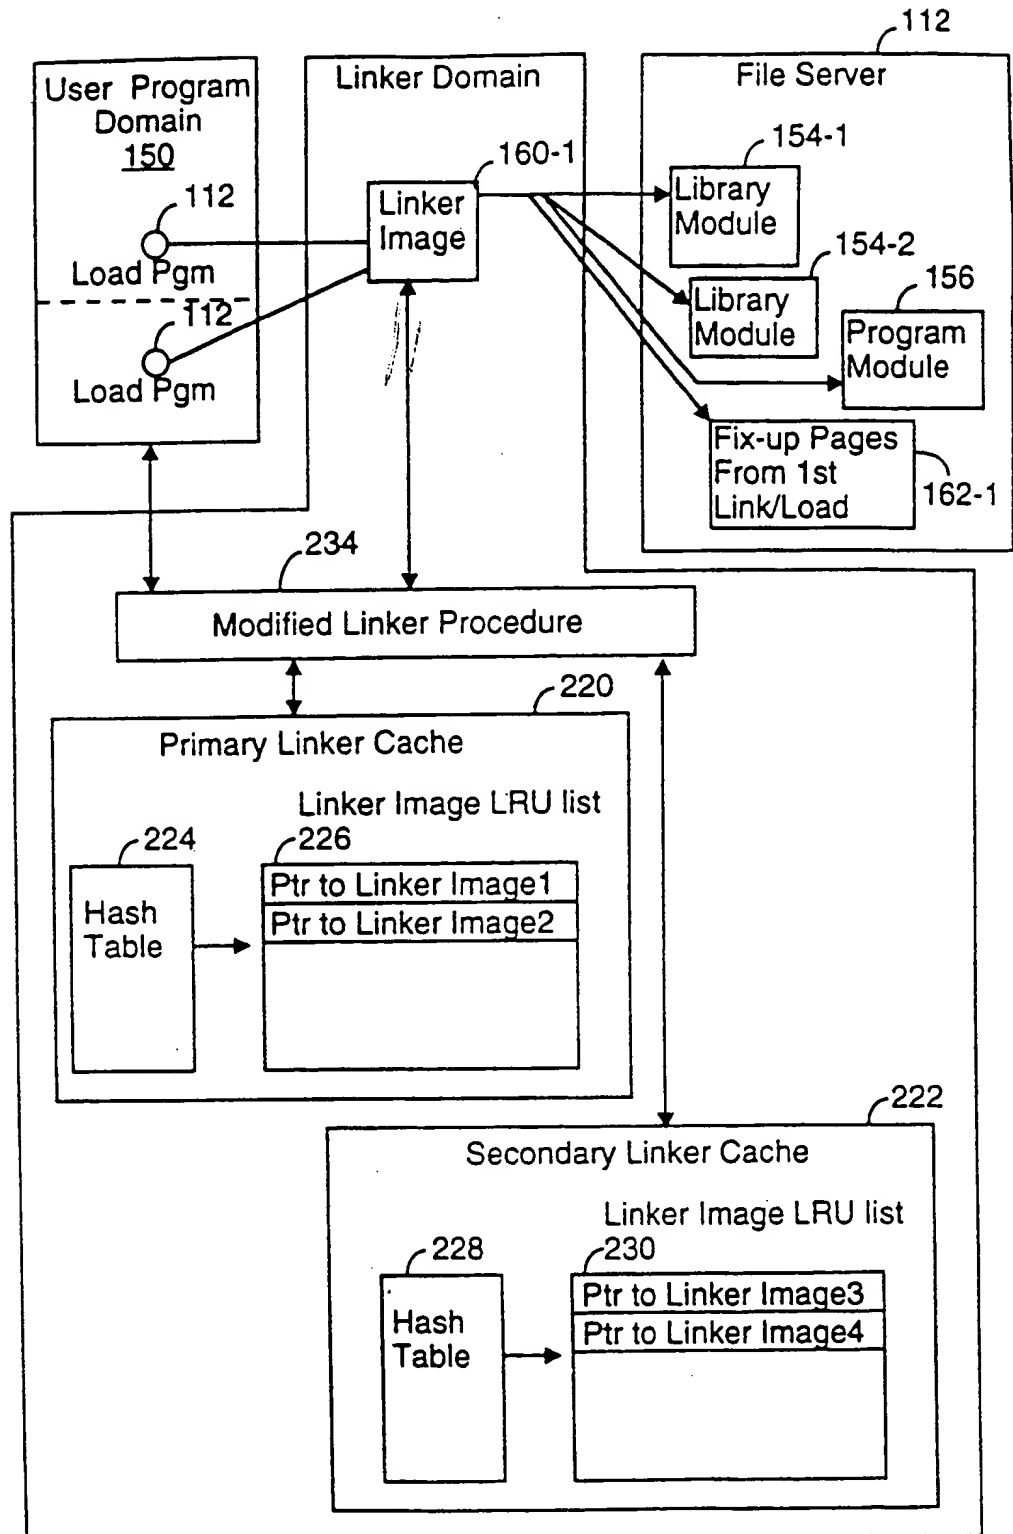 112
User Program
Domain
150
Linker Domain
File Server
160-1
154-1
112
Linker
Image
Library
Module
Load Pgm
154-2
156
112
Library
Module
Program
Module
Load Pgm
Fix-up Pages
From 1st
Link/Load
162-1
234
Modified Linker Procedure
220
Primary Linker Cache
Linker Image LRU list
224
226
Hash
Table
Ptr to Linker Image1
Ptr to Linker Image2
222
Secondary Linker Cache
Linker Image LRU list
228
230
Hash
Table
Ptr to Linker Image3
Ptr to Linker Image4